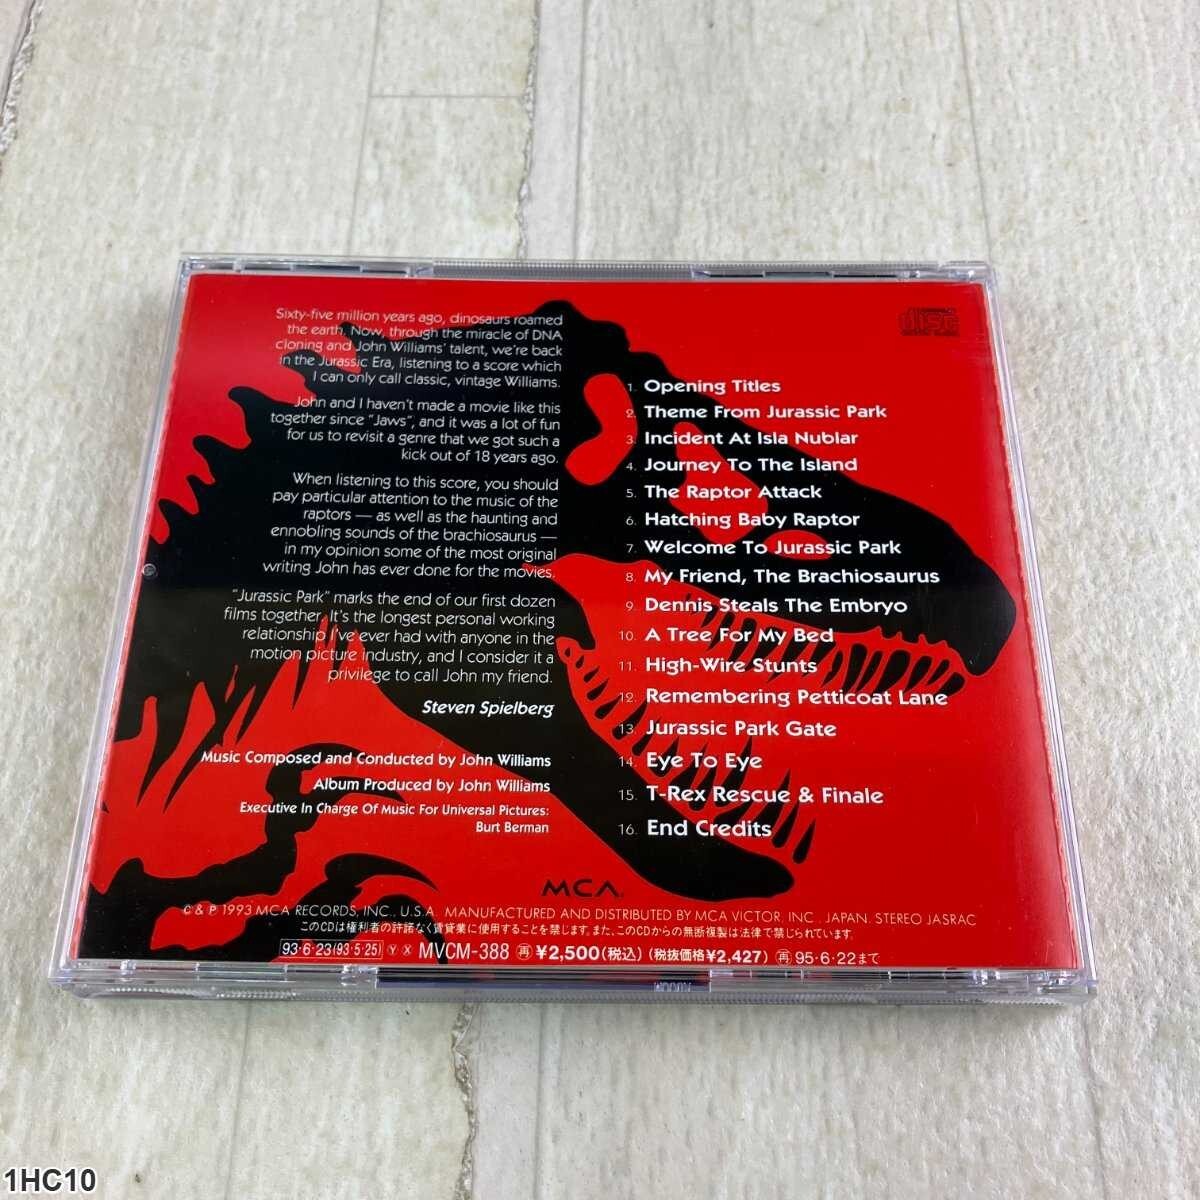 Sixty-five million years ago, dinosaurs roamed
the earth. Now, through the miracle of DNA
cloning and John Williams' talent, we're back
in the Jurassic Era, listening to a score which
I can only call classic, vintage Williams.
John and I haven't made a movie like this
together since "Jaws", and it was a lot of fun
for us to revisit a genre that we got such a
kick out of 18 years ago.
When listening to this score, you should
pay particular attention to the music of the
raptors — as well as the haunting and
ennobling sounds of the brachiosaurus —
in my opinion some of the most original
writing John has ever done for the movies.
"Jurassic Park" marks the end of our first dozen
films together. It's the longest personal working
relationship I've ever had with anyone in the
motion picture industry, and I consider it a
privilege to call John my friend.
Steven Spielberg
Music Composed and Conducted by John Williams
Album Produced by John Williams
Executive In Charge Of Music For Universal Pictures:
Burt Berman
disc
1. Opening Titles
2. Theme From Jurassic Park
3. Incident At Isla Nublar
4. Journey To The Island
5. The Raptor Attack
6. Hatching Baby Raptor
7. Welcome To Jurassic Park
8. My Friend, The Brachiosaurus
9. Dennis Steals The Embryo
10. A Tree For My Bed
11. High-Wire Stunts
12. Remembering Petticoat Lane
13. Jurassic Park Gate
14. Eye To Eye
15. T-Rex Rescue & Finale
16. End Credits
MCA
© & ℗ 1993 MCA RECORDS, INC., U.S.A. MANUFACTURED AND DISTRIBUTED BY MCA VICTOR, INC., JAPAN. STEREO JASRAC
このCDは権利者の許諾なく賃貸業に使用することを禁じます。また、このCDからの無断複製は法律で禁じられています。
93・6・23(93・5・25) Y X MVCM-388 再 ¥2,500(税込) (税抜価格¥2,427) 再 95・6・22まで
1HC10